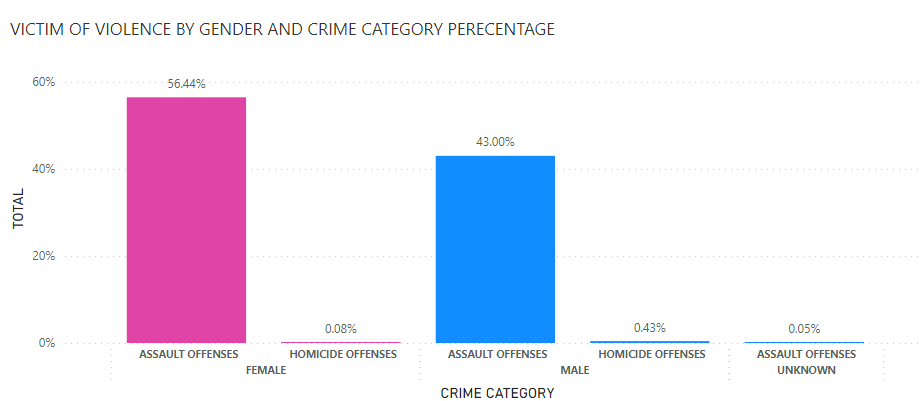 VICTIM OF VIOLENCE BY GENDER AND CRIME CATEGORY PERECENTAGE
60%
40%
20%
0%
TOTAL
56.44%
0.08%
43.00%
0.43%
0.05%
ASSAULT OFFENSES HOMICIDE OFFENSES ASSAULT OFFENSES HOMICIDE OFFENSES ASSAULT OFFENSES
FEMALE MALE UNKNOWN
CRIME CATEGORY